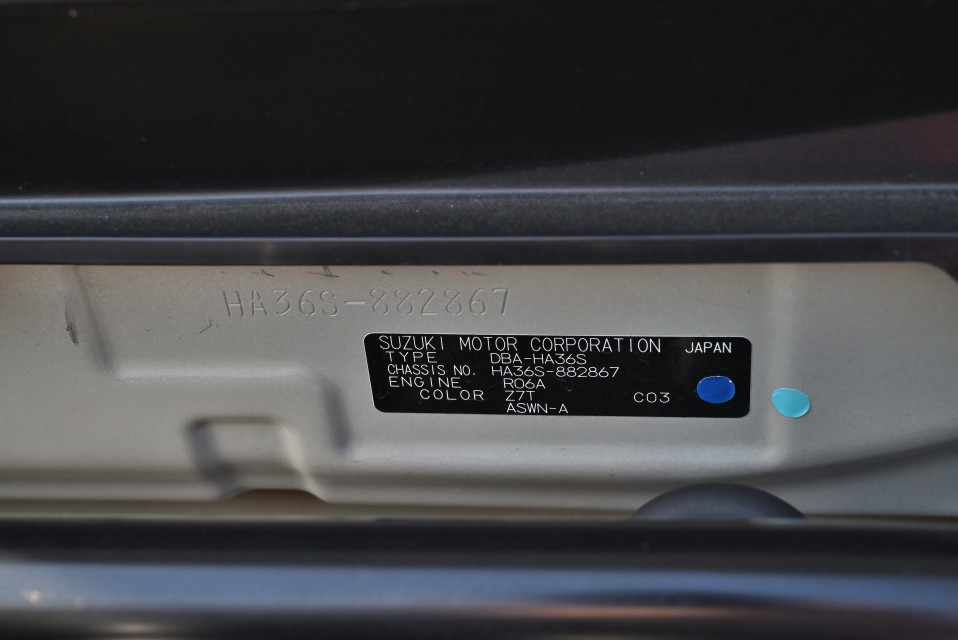 HA36S-882867
SUZUKI MOTOR CORPORATION JAPAN
TYPE DBA-HA36S
CHASSIS NO. HA36S-882867
ENGINE R06A
COLOR Z7T C03
ASWN-A